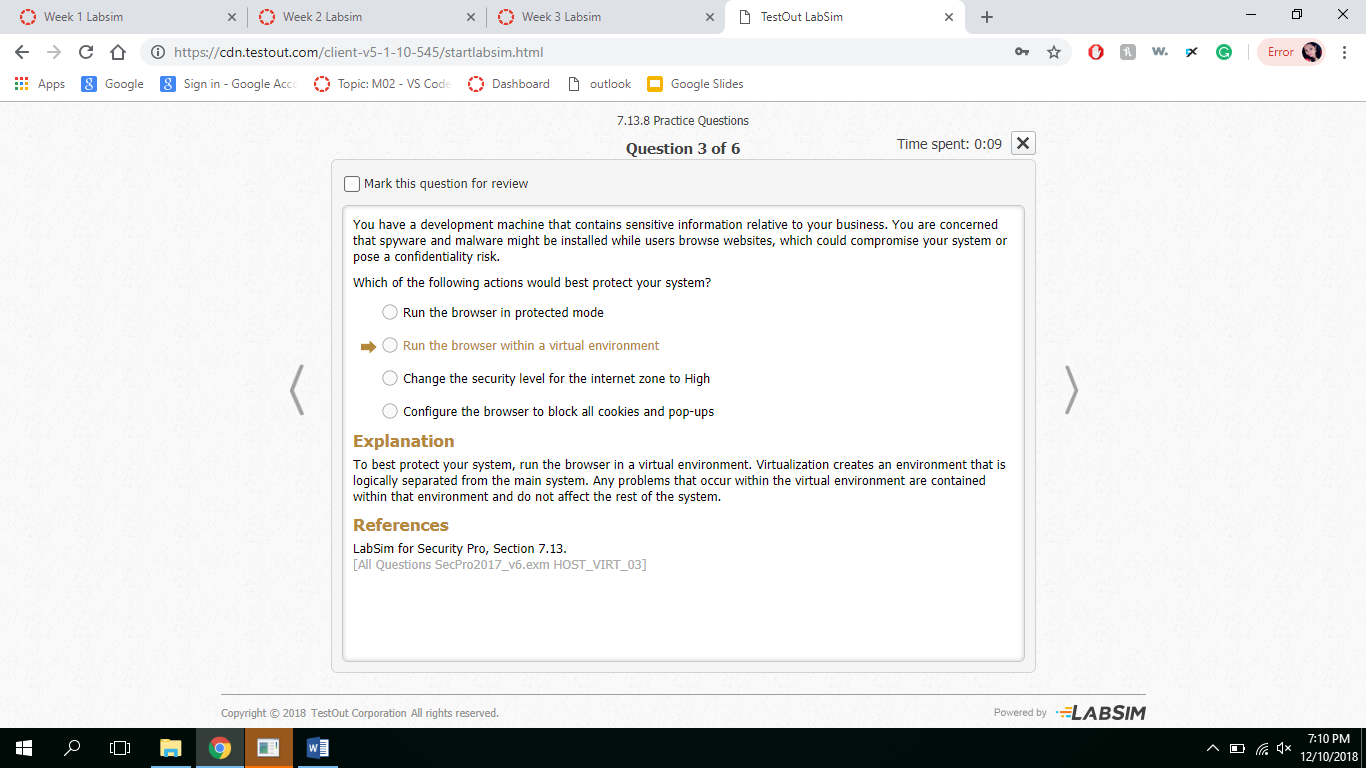 Week 1 Labsim
Week 2 Labsim
Week 3 Labsim
TestOut LabSim
https://cdn.testout.com/client-v5-1-10-545/startlabsim.html
Error
Apps
Google
Sign in - Google Acco
Topic: M02 - VS Code
Dashboard
outlook
Google Slides
7.13.8 Practice Questions
Question 3 of 6
Time spent: 0:09
Mark this question for review
You have a development machine that contains sensitive information relative to your business. You are concerned
that spyware and malware might be installed while users browse websites, which could compromise your system or
pose a confidentiality risk.
Which of the following actions would best protect your system?
Run the browser in protected mode
Run the browser within a virtual environment
Change the security level for the internet zone to High
Configure the browser to block all cookies and pop-ups
Explanation
To best protect your system, run the browser in a virtual environment. Virtualization creates an environment that is
logically separated from the main system. Any problems that occur within the virtual environment are contained
within that environment and do not affect the rest of the system.
References
LabSim for Security Pro, Section 7.13.
[All Questions SecPro2017_v6.exm HOST_VIRT_03]
Copyright © 2018 TestOut Corporation All rights reserved.
Powered by LABSIM
7:10 PM
12/10/2018